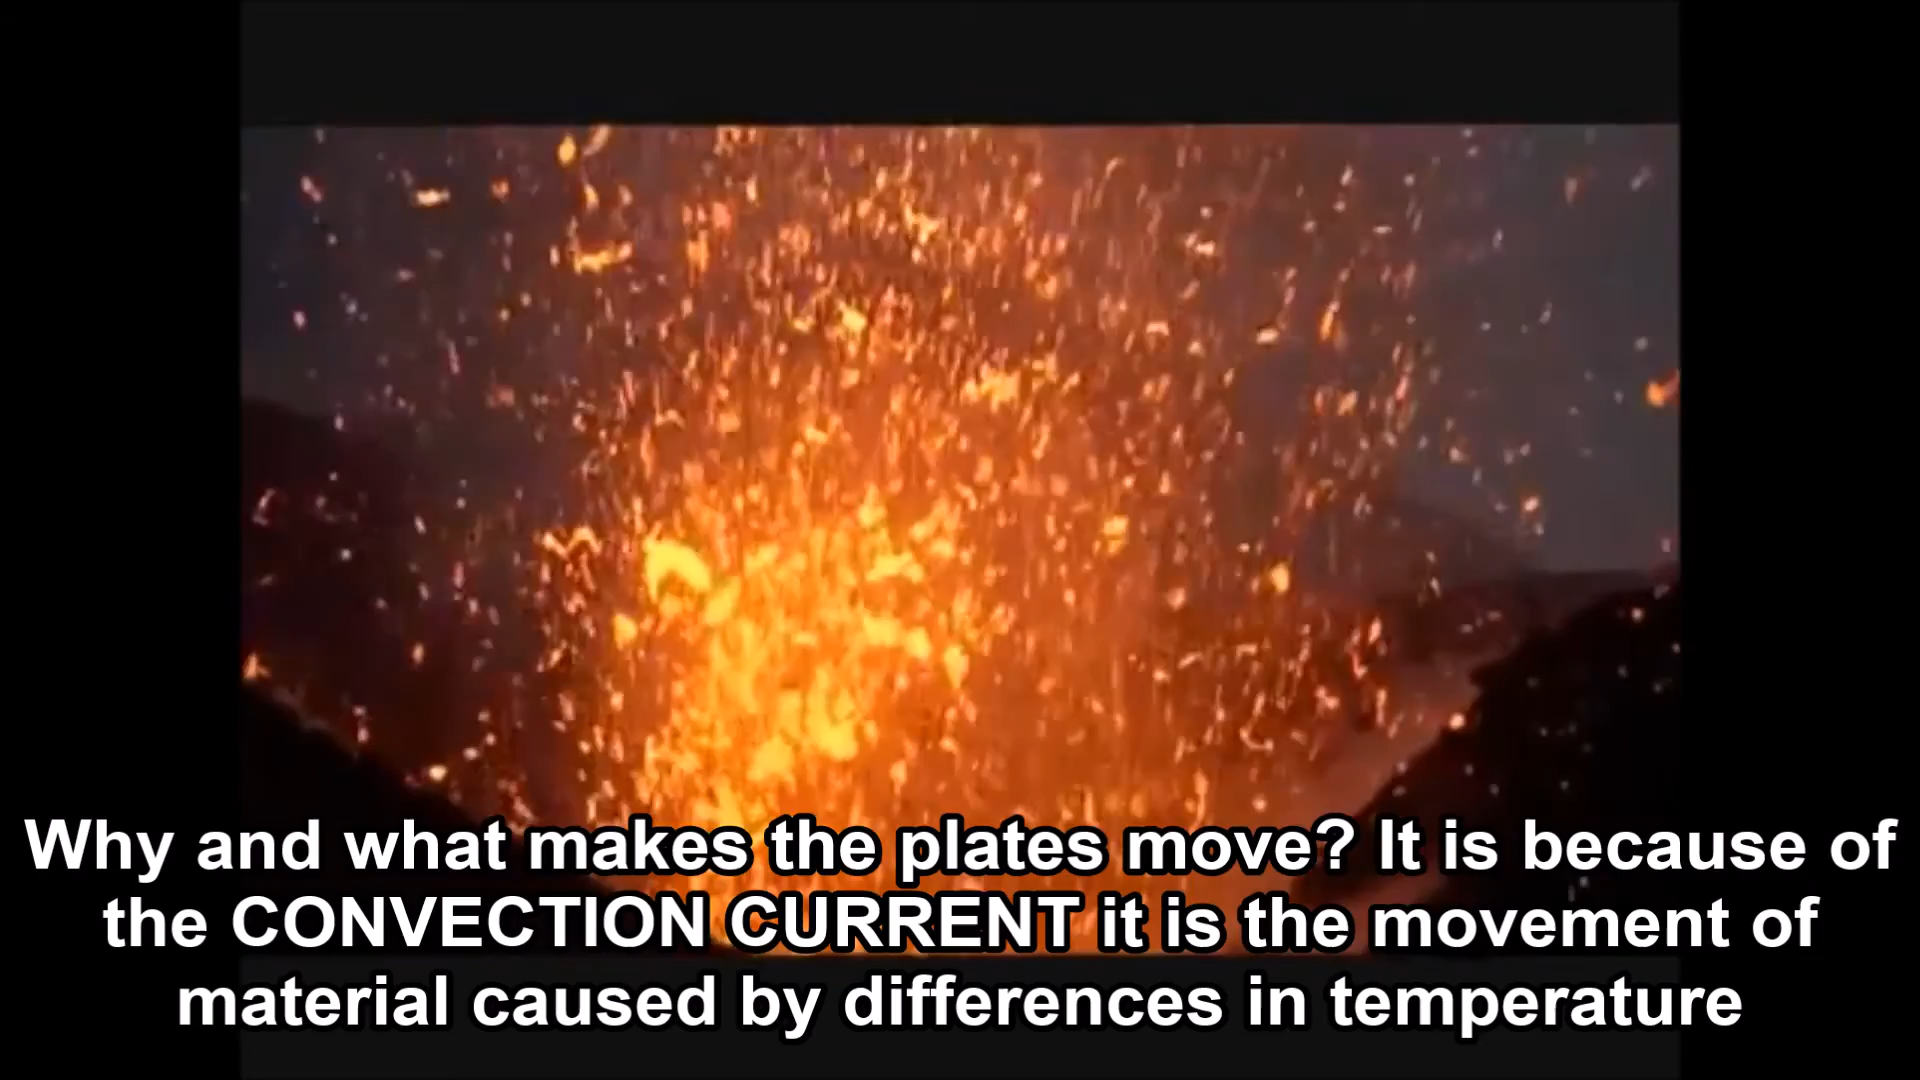 Why and what makes the plates move? It is because of
the CONVECTION CURRENT it is the movement of
material caused by differences in temperature